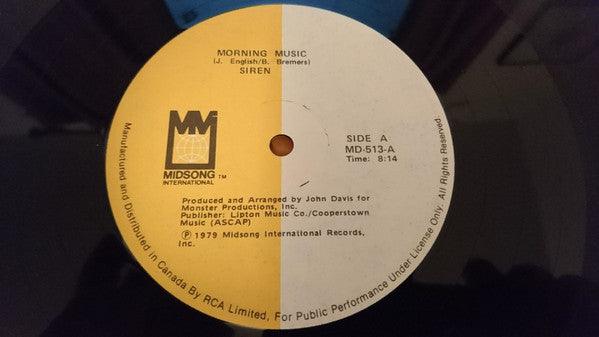 MORNING MUSIC
(J. English/B. Bremers)
SIREN
MM
MIDSONG TM
INTERNATIONAL
SIDE A
MD-513-A
Time: 8:14
Produced and Arranged by John Davis for
Monster Productions, Inc.
Publisher: Lipton Music Co./Cooperstown
Music (ASCAP)
Ⓟ 1979 Midsong International Records,
Inc.
Manufactured and Distributed in Canada By RCA Limited, For Public Performance Under License Only. All Rights Reserved.